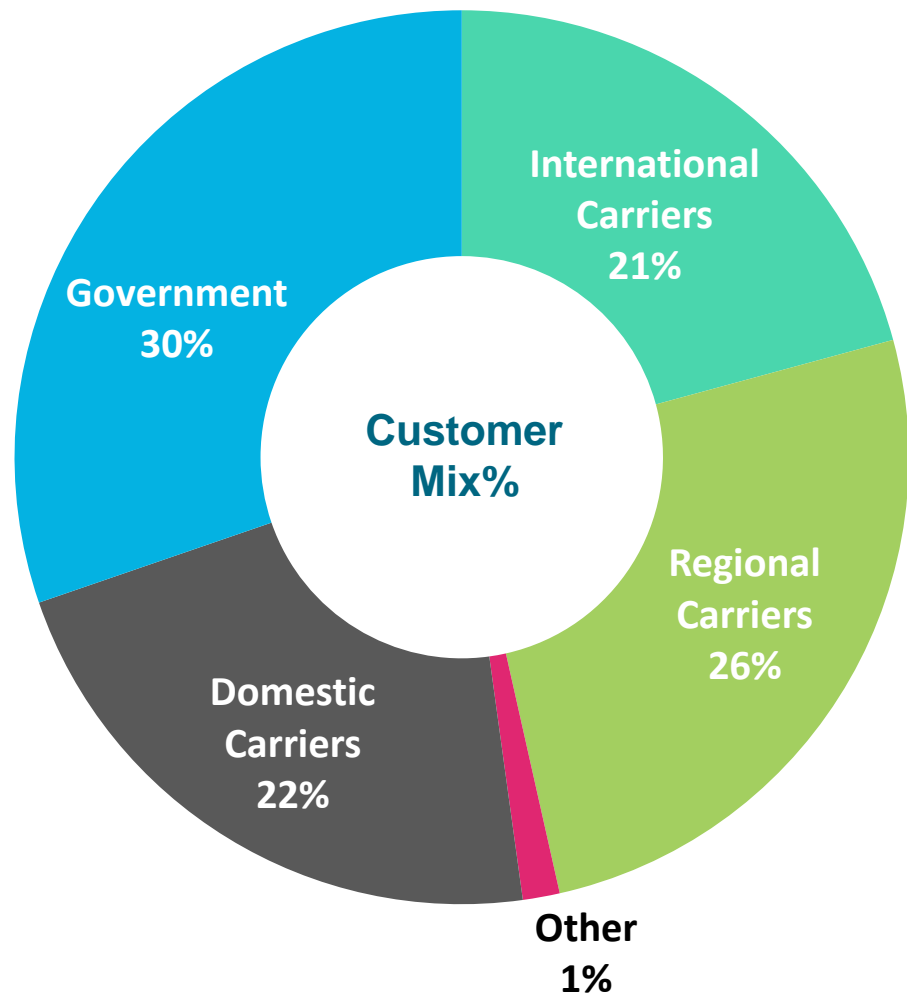 International
Carriers
21%
Government
30%
Customer
Mix%
Regional
Carriers
26%
Domestic
Carriers
22%
Other
1%